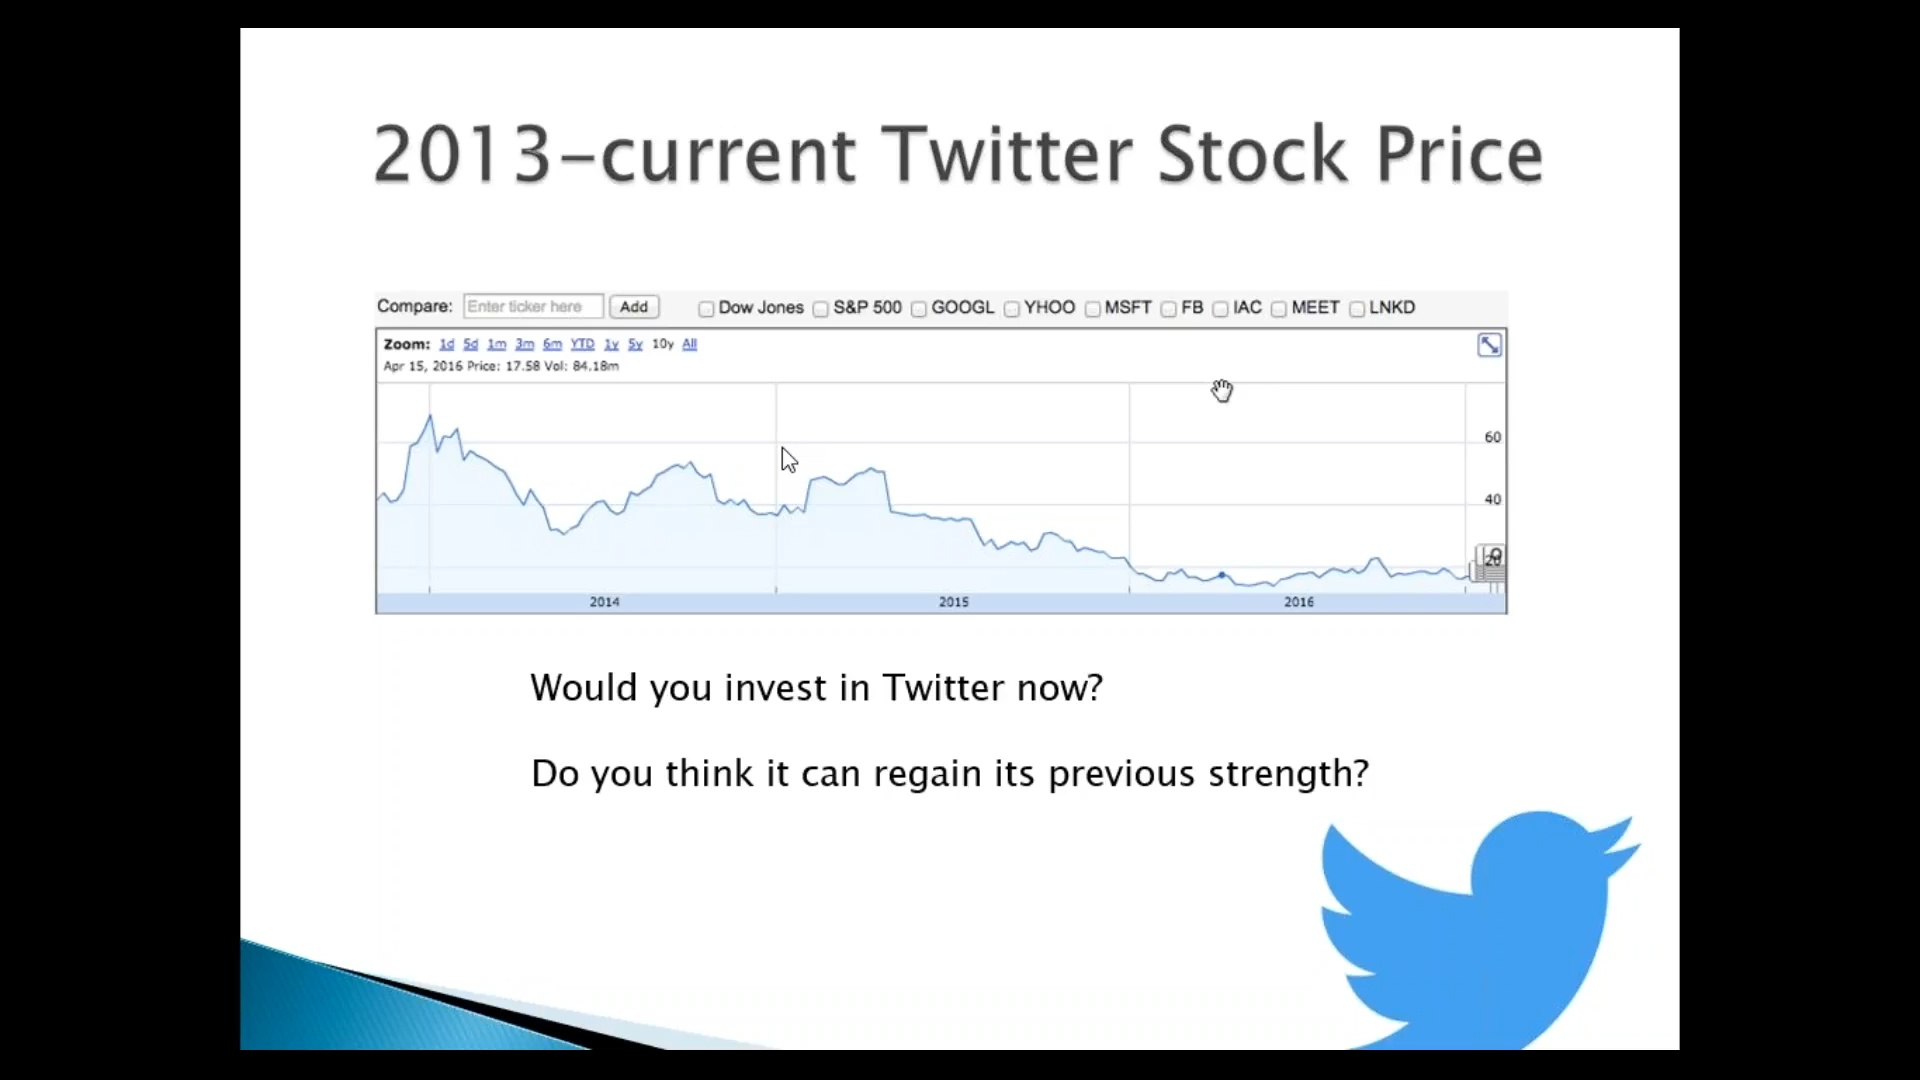 2013-current Twitter Stock Price
Compare: Enter ticker here Add Dow Jones S&P 500 GOOGL YHOO MSFT FB IAC MEET LNKD
Zoom: 1d 5d 1m 3m 6m YTD 1y 5y 10y All
Apr 15, 2016 Price: 17.58 Vol: 84.18m
60
40
20
2014 2015 2016
Would you invest in Twitter now?
Do you think it can regain its previous strength?